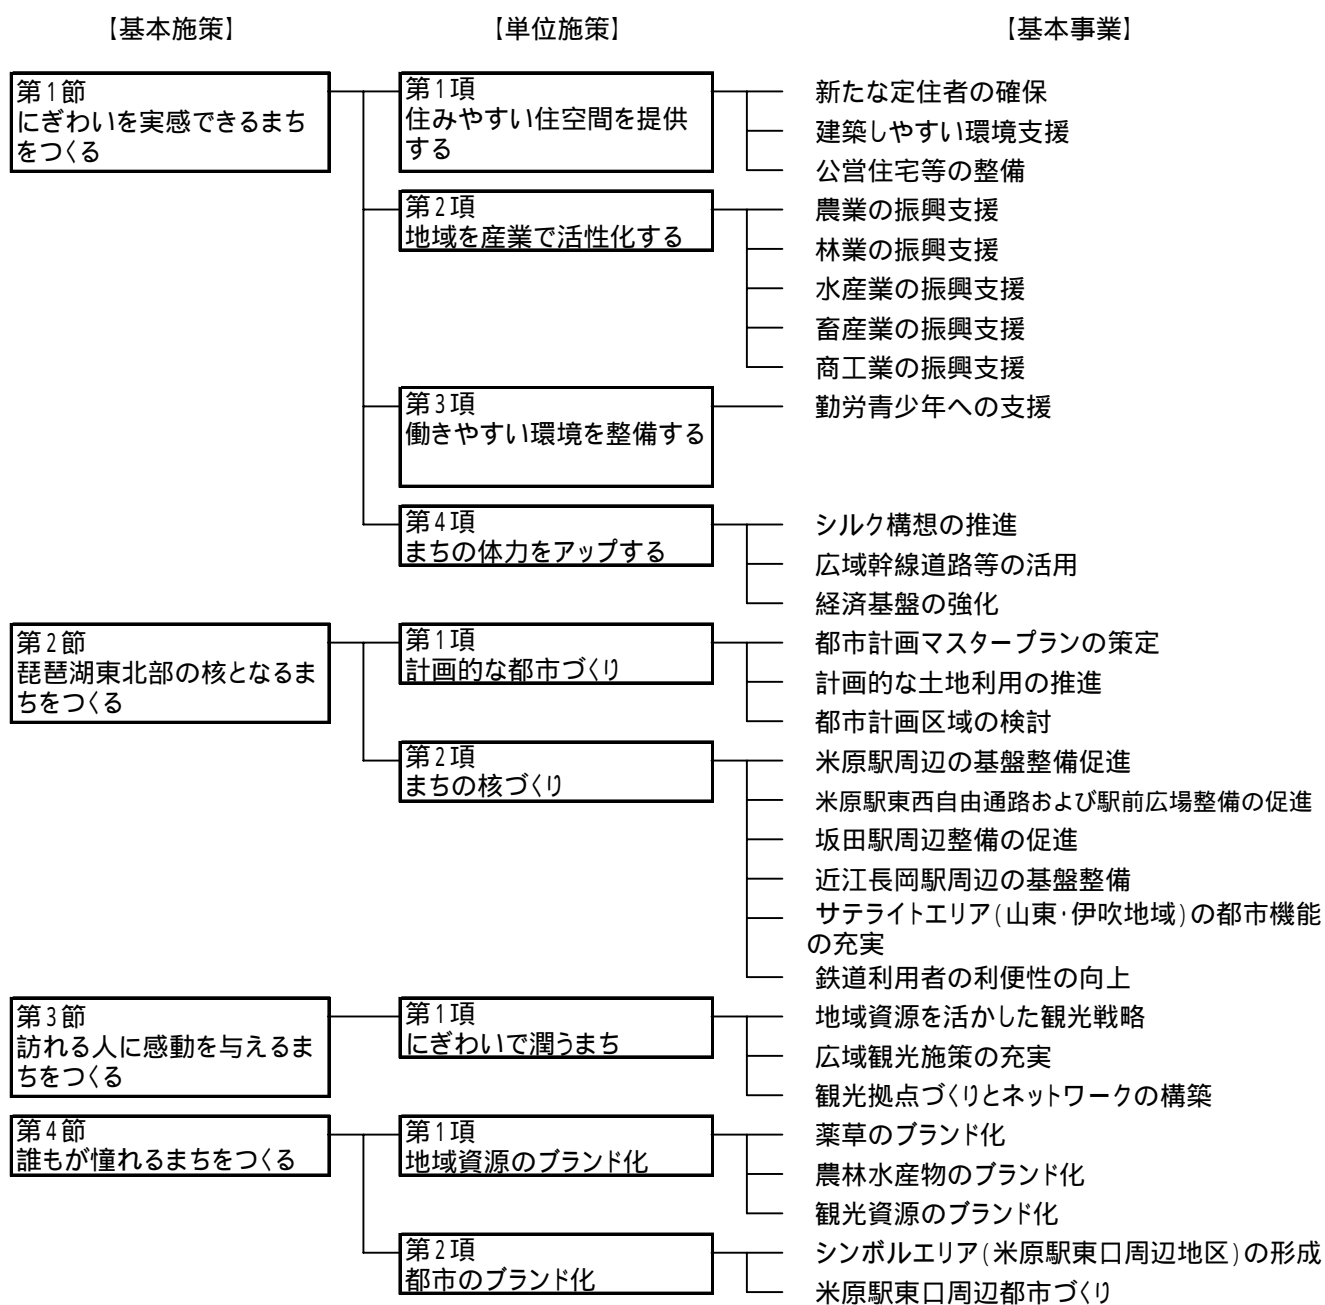 【基本施策】 【単位施策】 【基本事業】
第1節
にぎわいを実感できるまち
をつくる
第1項
住みやすい住空間を提供
する
新たな定住者の確保
建築しやすい環境支援
公営住宅等の整備
第2項
地域を産業で活性化する
農業の振興支援
林業の振興支援
水産業の振興支援
畜産業の振興支援
商工業の振興支援
第3項
働きやすい環境を整備する
勤労青少年への支援
第4項
まちの体力をアップする
シルク構想の推進
広域幹線道路等の活用
経済基盤の強化
第2節
琵琶湖東北部の核となるま
ちをつくる
第1項
計画的な都市づくり
都市計画マスタープランの策定
計画的な土地利用の推進
都市計画区域の検討
第2項
まちの核づくり
米原駅周辺の基盤整備促進
米原駅東西自由通路および駅前広場整備の促進
坂田駅周辺整備の促進
近江長岡駅周辺の基盤整備
サテライトエリア(山東・伊吹地域)の都市機能
の充実
鉄道利用者の利便性の向上
第3節
訪れる人に感動を与えるま
ちをつくる
第1項
にぎわいで潤うまち
地域資源を活かした観光戦略
広域観光施策の充実
観光拠点づくりとネットワークの構築
第4節
誰もが憧れるまちをつくる
第1項
地域資源のブランド化
薬草のブランド化
農林水産物のブランド化
観光資源のブランド化
第2項
都市のブランド化
シンボルエリア(米原駅東口周辺地区)の形成
米原駅東口周辺都市づくり